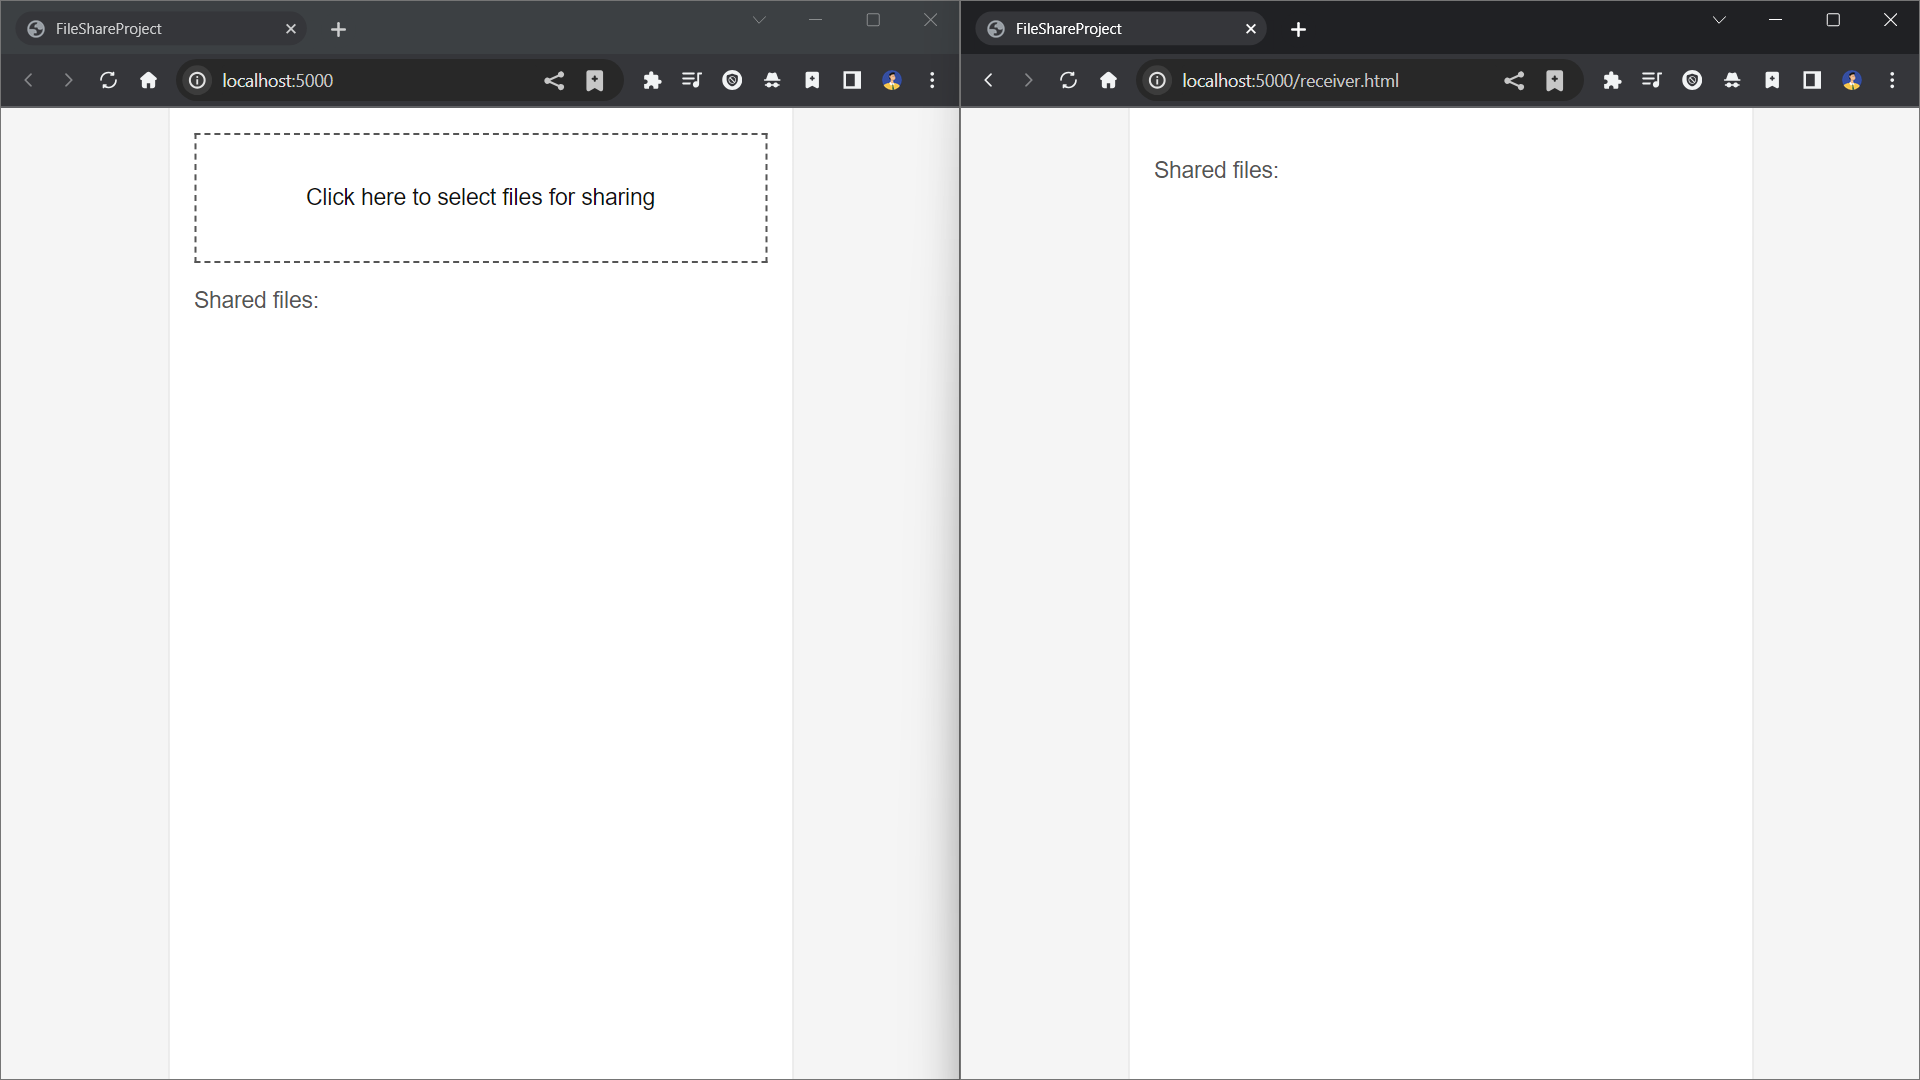 FileShareProject
localhost:5000
Click here to select files for sharing
Shared files:
FileShareProject
localhost:5000/receiver.html
Shared files: